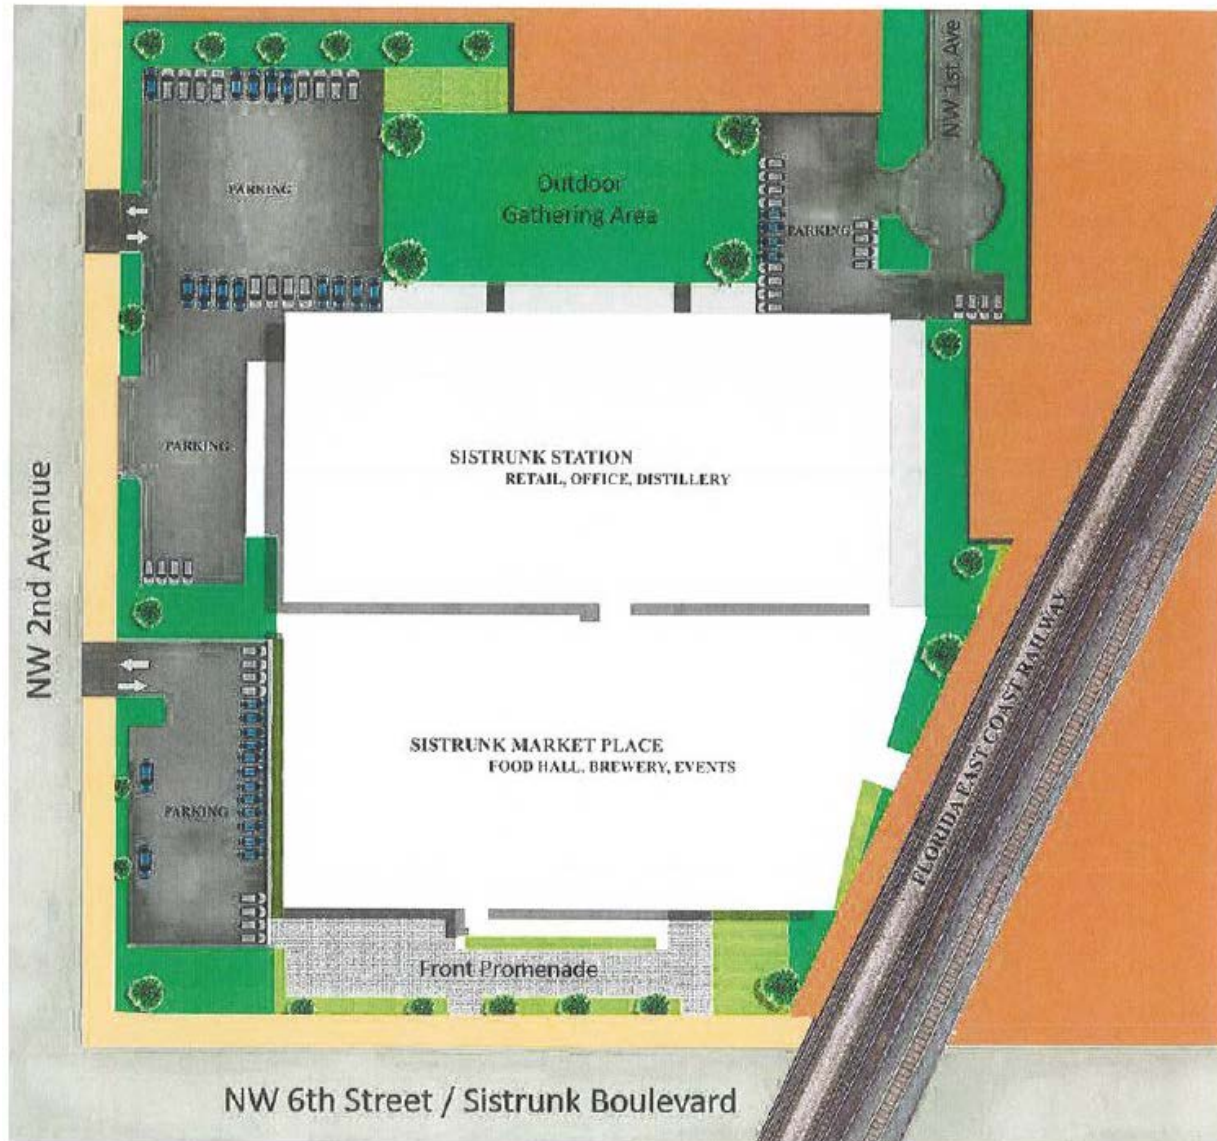 NW 1st Ave
Outdoor
Gathering Area
PARKING
PARKING
PARKING
SISTRUNK STATION
RETAIL, OFFICE, DISTILLERY
NW 2nd Avenue
SISTRUNK MARKET PLACE
FOOD HALL, BREWERY, EVENTS
PARKING
FLORIDA EAST COAST RAILWAY
Front Promenade
NW 6th Street / Sistrunk Boulevard